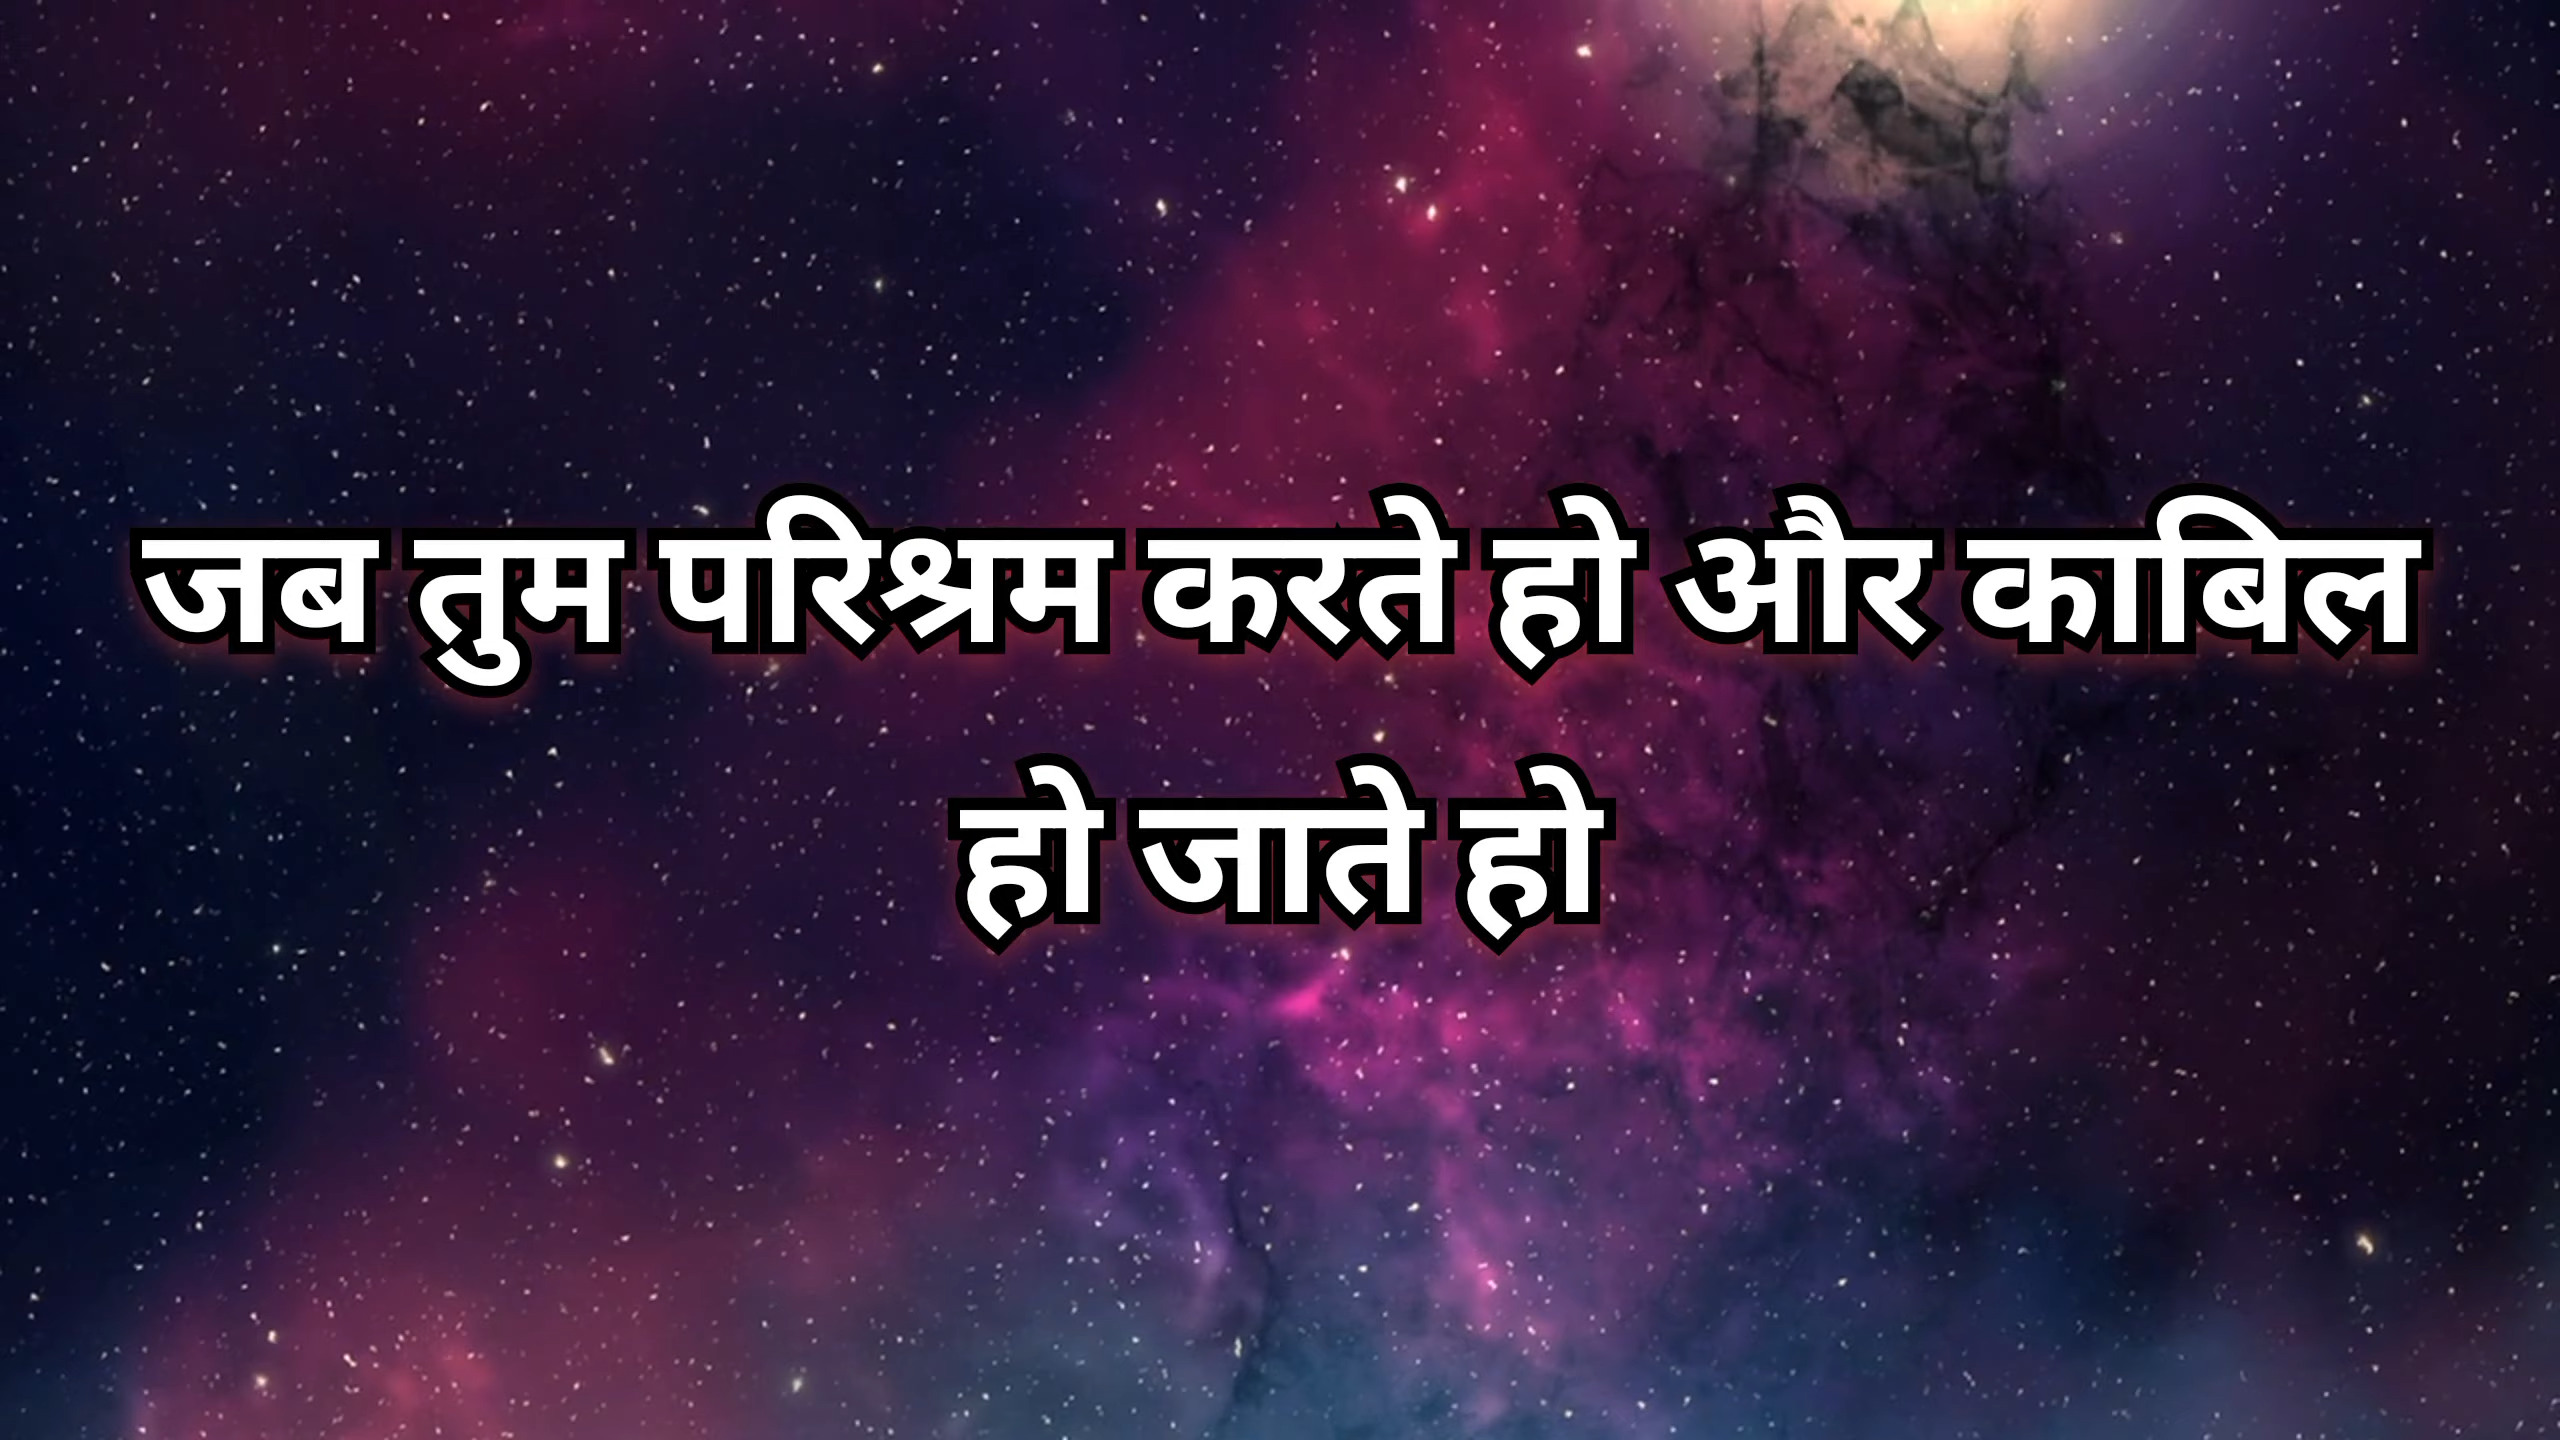 जब तुम परिश्रम करते हो और काबिल
हो जाते हो